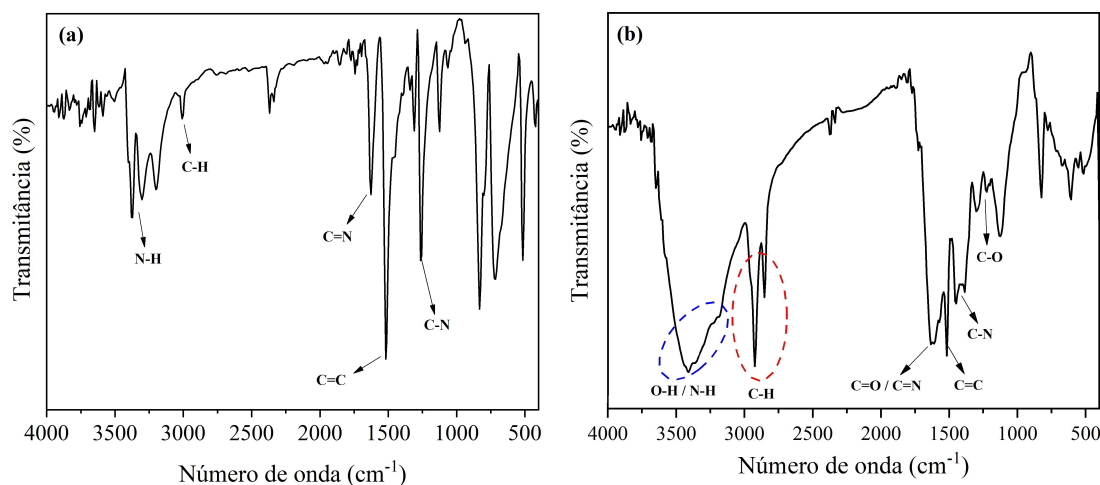 (a)
Transmitância (%)
N-H
C-H
C=N
C=C
C-N
4000 3500 3000 2500 2000 1500 1000 500
Número de onda (cm⁻¹)
(b)
Transmitância (%)
O-H / N-H
C-H
C=O / C=N
C=C
C-N
C-O
4000 3500 3000 2500 2000 1500 1000 500
Número de onda (cm⁻¹)